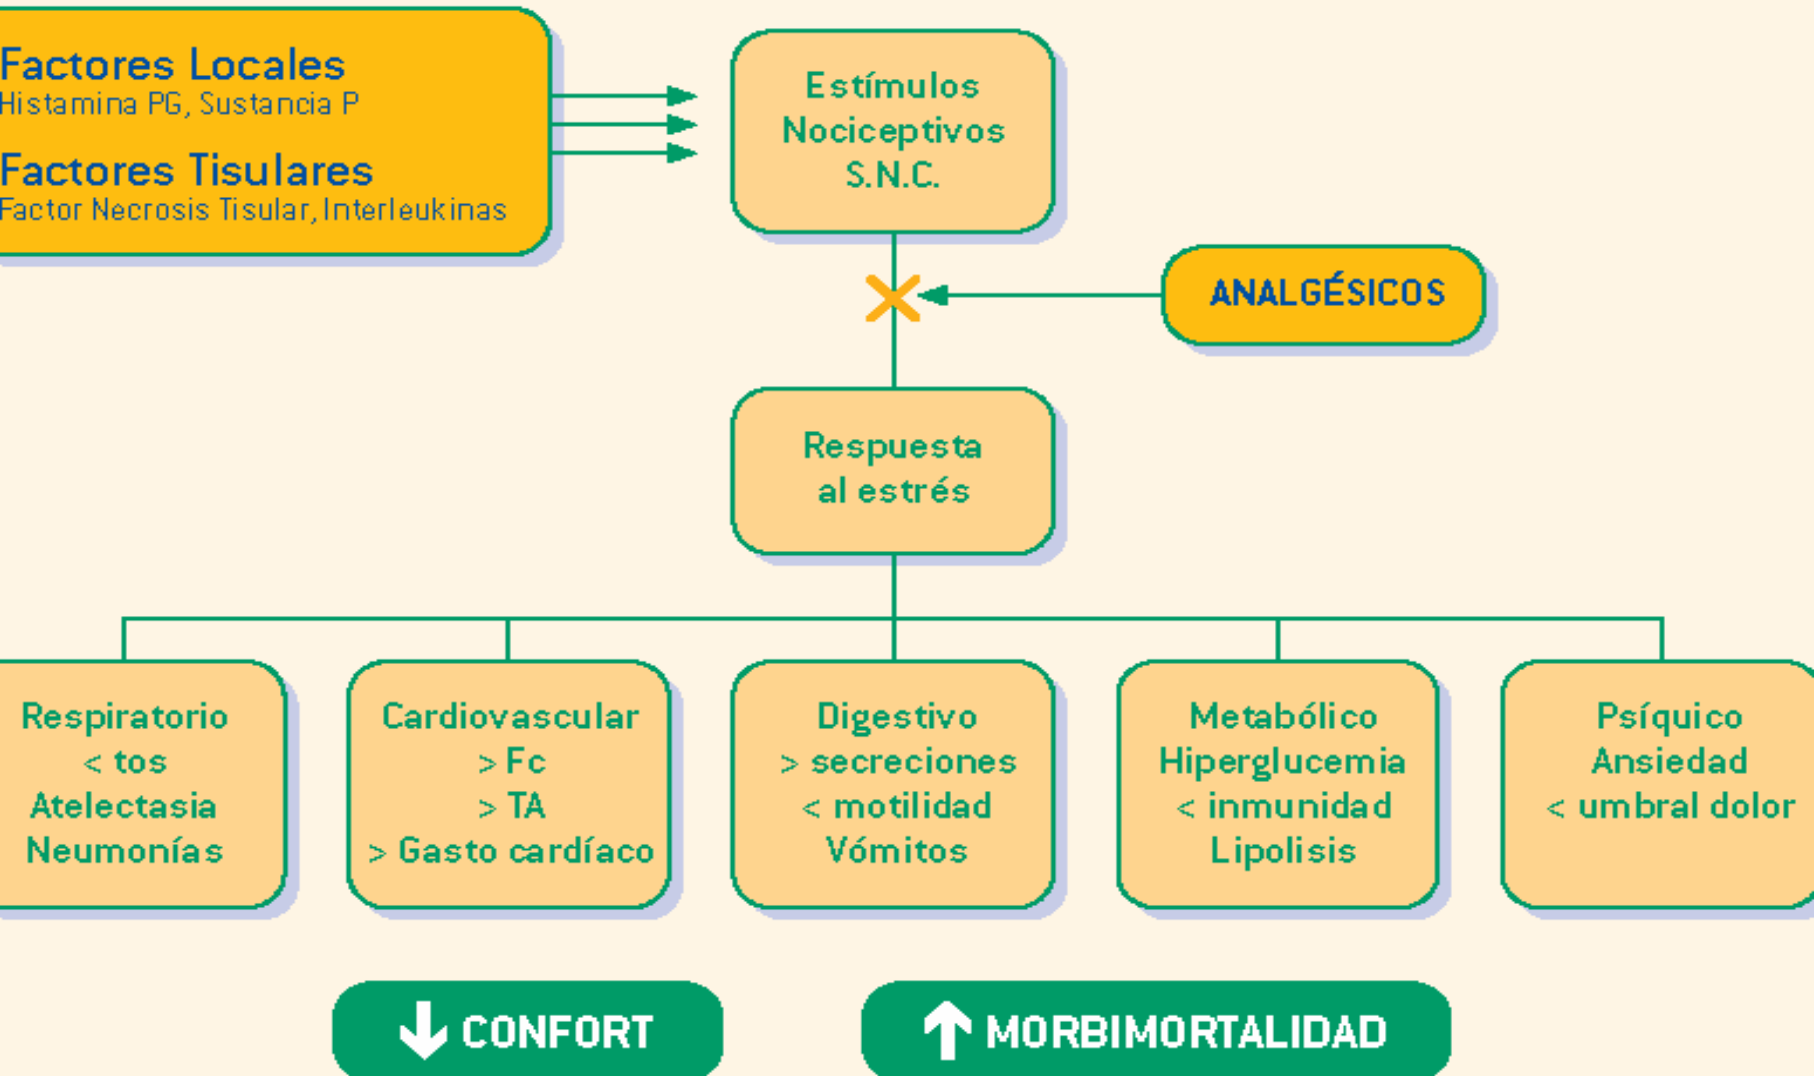 Factores Locales
Histamina PG, Sustancia P
Factores Tisulares
Factor Necrosis Tisular, Interleukinas
Estímulos
Nociceptivos
S.N.C.
ANALGÉSICOS
Respuesta
al estrés
Respiratorio
< tos
Atelectasia
Neumonías
Cardiovascular
> Fc
> TA
> Gasto cardíaco
Digestivo
> secreciones
< motilidad
Vómitos
Metabólico
Hiperglucemia
< inmunidad
Lipolisis
Psíquico
Ansiedad
< umbral dolor
↓ CONFORT
↑ MORBIMORTALIDAD